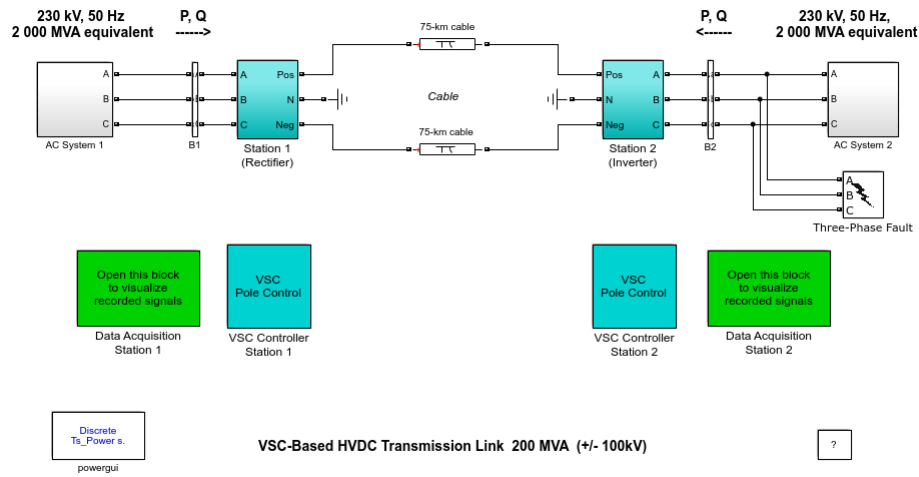 230 kV, 50 Hz
2 000 MVA equivalent
P, Q
------>
75-km cable
P, Q
<------
230 kV, 50 Hz,
2 000 MVA equivalent
A
B
C
AC System 1
B1
A
B
C
Pos
N
Neg
Station 1
(Rectifier)
Cable
75-km cable
Pos
N
Neg
A
B
C
Station 2
(Inverter)
B2
A
B
C
AC System 2
A
B
C
Three-Phase Fault
Open this block
to visualize
recorded signals
Data Acquisition
Station 1
VSC
Pole Control
VSC Controller
Station 1
VSC
Pole Control
VSC Controller
Station 2
Open this block
to visualize
recorded signals
Data Acquisition
Station 2
Discrete
Ts_Power s.
powergui
VSC-Based HVDC Transmission Link 200 MVA (+/- 100kV)
?